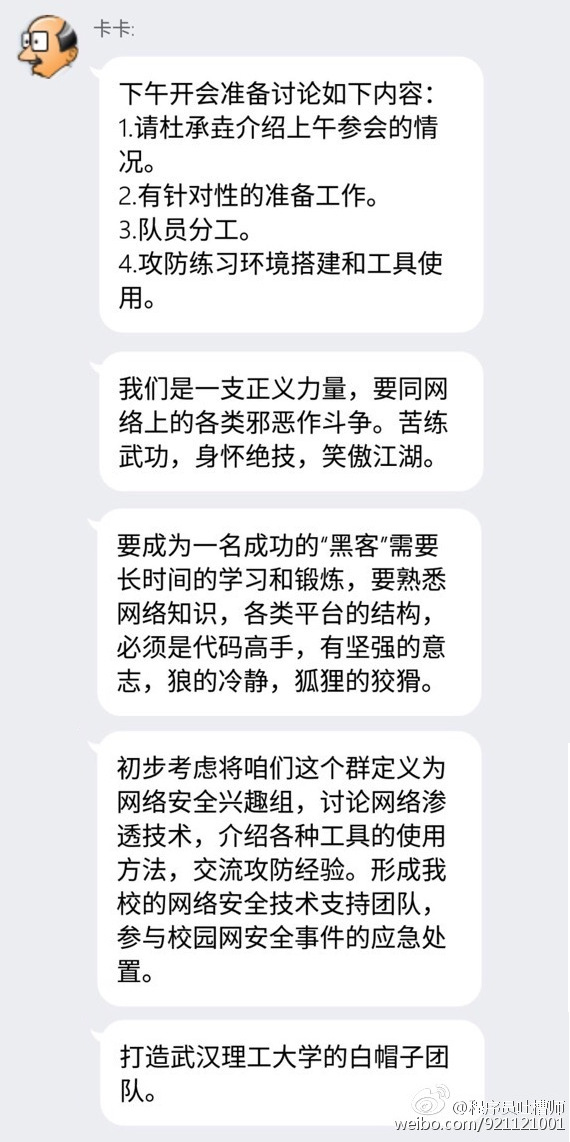 卡卡:
下午开会准备讨论如下内容：
1.请杜承垚介绍上午参会的情
况。
2.有针对性的准备工作。
3.队员分工。
4.攻防练习环境搭建和工具使
用。
我们是一支正义力量，要同网
络上的各类邪恶作斗争。苦练
武功，身怀绝技，笑傲江湖。
要成为一名成功的“黑客”需要
长时间的学习和锻炼，要熟悉
网络知识，各类平台的结构，
必须是代码高手，有坚强的意
志，狼的冷静，狐狸的狡猾。
初步考虑将咱们这个群定义为
网络安全兴趣组，讨论网络渗
透技术，介绍各种工具的使用
方法，交流攻防经验。形成我
校的网络安全技术支持团队，
参与校园网安全事件的应急处
置。
打造武汉理工大学的白帽子团
队。
@程序员吐槽师
weibo.com/921121001